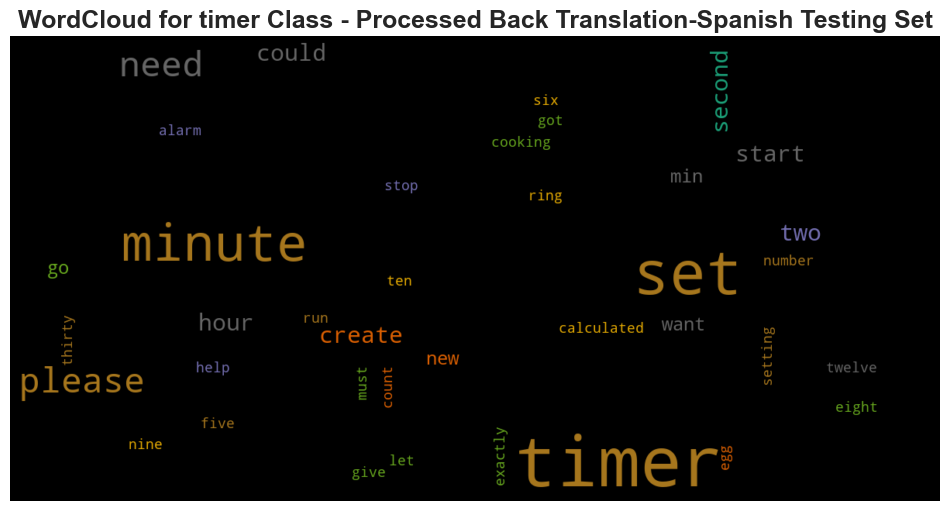 WordCloud for timer Class - Processed Back Translation-Spanish Testing Set
need
could
second
six
got
alarm
cooking
start
min
stop
ring
minute
two
set
number
go
ten
hour
run
create
calculated
want
thirty
new
setting
please
help
must
count
twelve
eight
five
nine
exactly
timer
egg
let
give